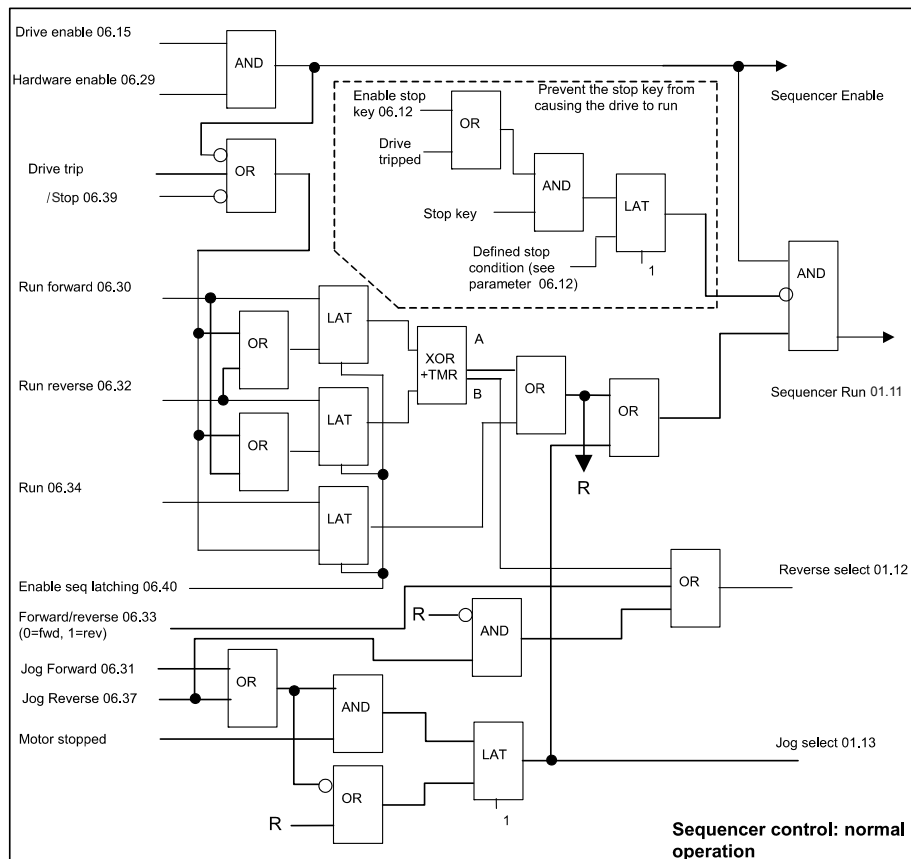 Drive enable 06.15
AND
Hardware enable 06.29
Sequencer Enable
Prevent the stop key from
causing the drive to run
Enable stop
key 06.12
OR
Drive
tripped
AND
Stop key
LAT
Defined stop
condition (see
parameter 06.12)
1
Drive trip
OR
/Stop 06.39
AND
Run forward 06.30
LAT
OR
XOR
+TMR
A
B
OR
OR
Sequencer Run 01.11
Run reverse 06.32
LAT
OR
R
Run 06.34
LAT
Enable seq latching 06.40
OR
Reverse select 01.12
Forward/reverse 06.33
(0=fwd, 1=rev)
R
AND
Jog Forward 06.31
OR
Jog Reverse 06.37
AND
Motor stopped
LAT
Jog select 01.13
OR
R
1
Sequencer control: normal
operation